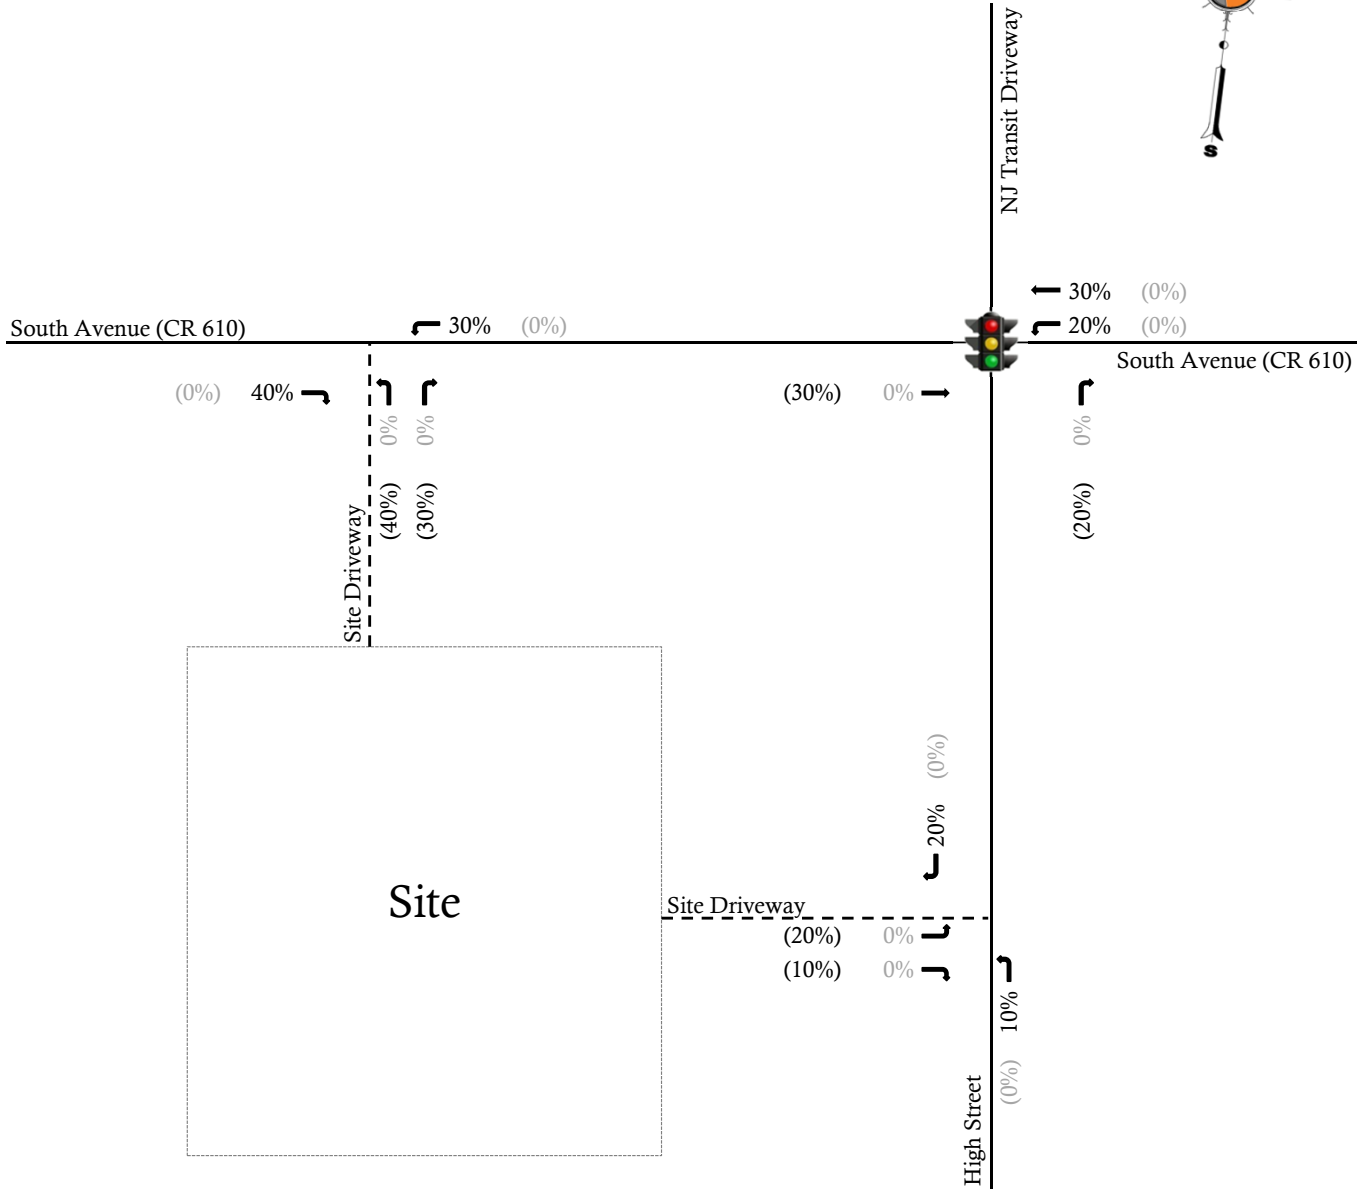 NJ Transit Driveway
S
30% (0%)
South Avenue (CR 610)
30% (0%)
20% (0%)
South Avenue (CR 610)
(0%) 40%
0%
(40%)
0%
(30%)
(30%) 0%
0%
(20%)
Site Driveway
(0%)
20%
Site
Site Driveway
(20%) 0%
(10%) 0%
10%
(0%)
High Street